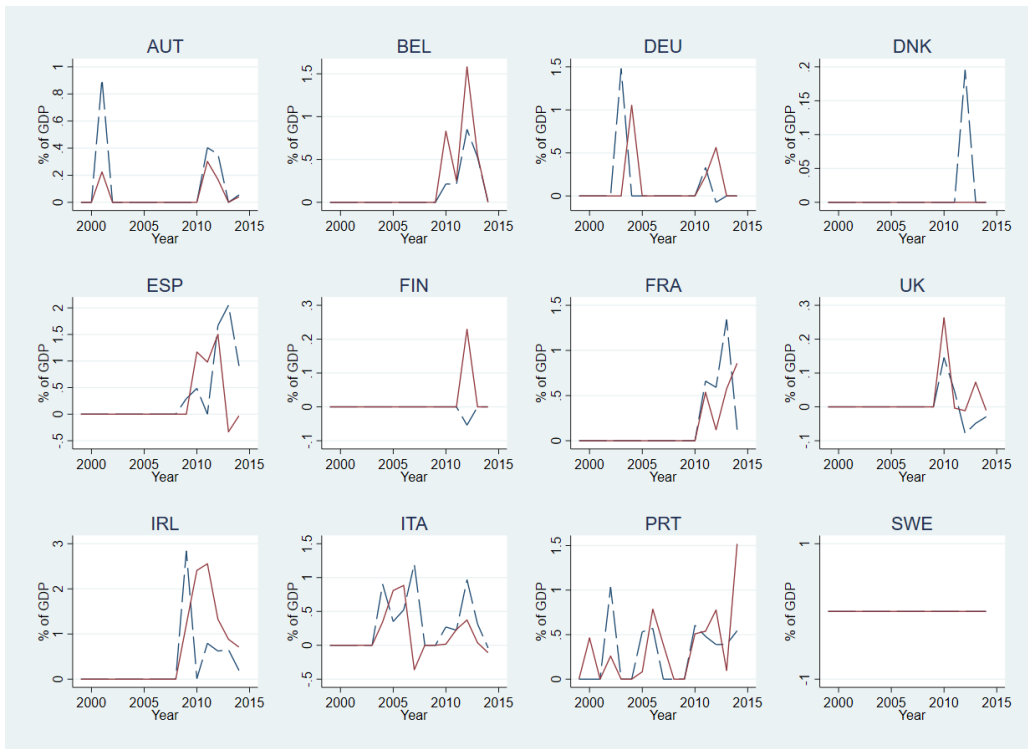 AUT
% of GDP
0 .2 .4 .6 .8 1
2000 2005 2010 2015
Year
BEL
% of GDP
0 .5 1 1.5
2000 2005 2010 2015
Year
DEU
% of GDP
0 .5 1 1.5
2000 2005 2010 2015
Year
DNK
% of GDP
0 .05 .1 .15 .2
2000 2005 2010 2015
Year
ESP
% of GDP
-.5 0 .5 1 1.5 2
2000 2005 2010 2015
Year
FIN
% of GDP
-.1 0 .1 .2 .3
2000 2005 2010 2015
Year
FRA
% of GDP
0 .5 1 1.5
2000 2005 2010 2015
Year
UK
% of GDP
-.1 0 .1 .2 .3
2000 2005 2010 2015
Year
IRL
% of GDP
0 1 2 3
2000 2005 2010 2015
Year
ITA
% of GDP
-.5 0 .5 1 1.5
2000 2005 2010 2015
Year
PRT
% of GDP
0 .5 1 1.5
2000 2005 2010 2015
Year
SWE
% of GDP
-1 1
2000 2005 2010 2015
Year